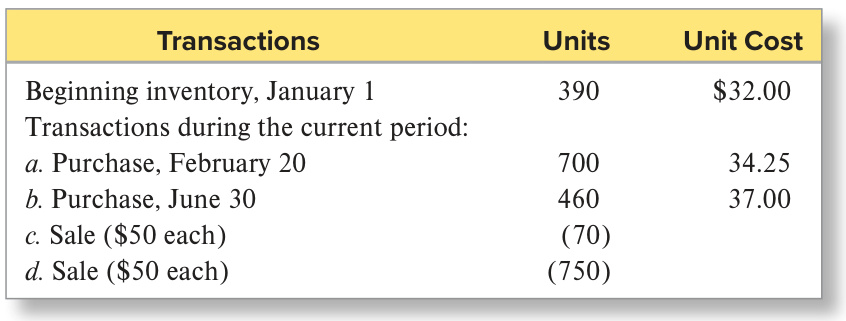 Transactions Units Unit Cost
Beginning inventory, January 1 390 $32.00
Transactions during the current period:
a. Purchase, February 20 700 34.25
b. Purchase, June 30 460 37.00
c. Sale ($50 each) (70)
d. Sale ($50 each) (750)